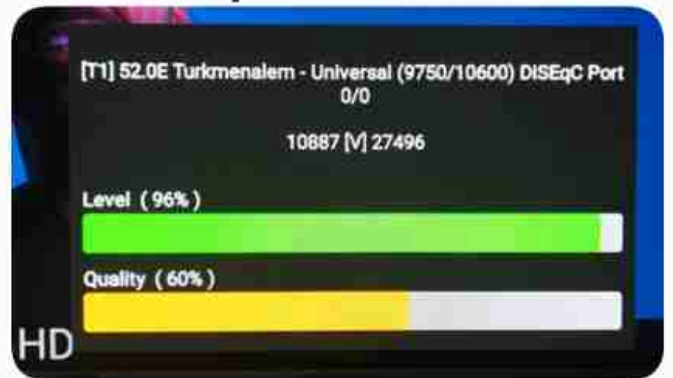 [T1] 52.0E Turkmenalem - Universal (9750/10600) DiSEqC Port
0/0
10887 [V] 27496
Level ( 96% )
Quality ( 60% )
HD